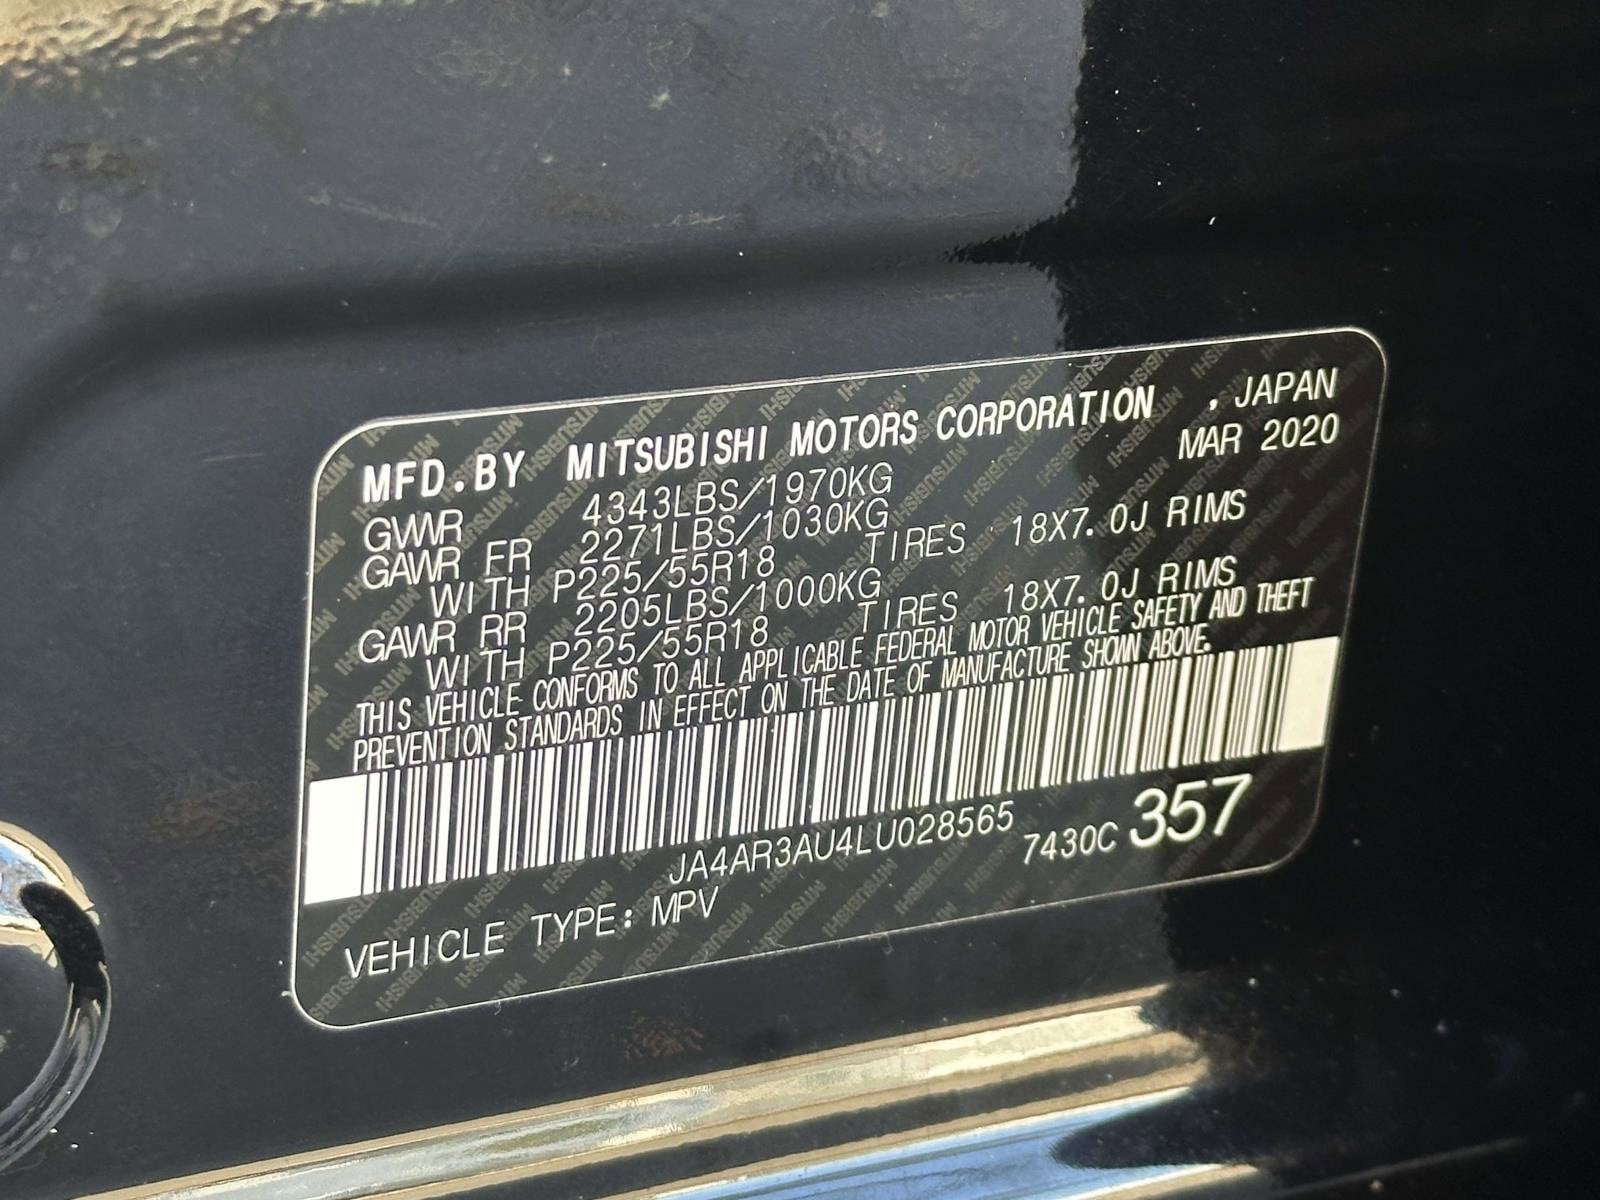 MFD.BY MITSUBISHI MOTORS CORPORATION , JAPAN
MAR 2020
GVWR 4343LBS/1970KG
GAWR FR 2271LBS/1030KG
WITH P225/55R18 TIRES 18X7.0J RIMS
GAWR RR 2205LBS/1000KG
WITH P225/55R18 TIRES 18X7.0J RIMS
THIS VEHICLE CONFORMS TO ALL APPLICABLE FEDERAL MOTOR VEHICLE SAFETY AND THEFT
PREVENTION STANDARDS IN EFFECT ON THE DATE OF MANUFACTURE SHOWN ABOVE.
JA4AR3AU4LU028565
7430C 357
VEHICLE TYPE: MPV